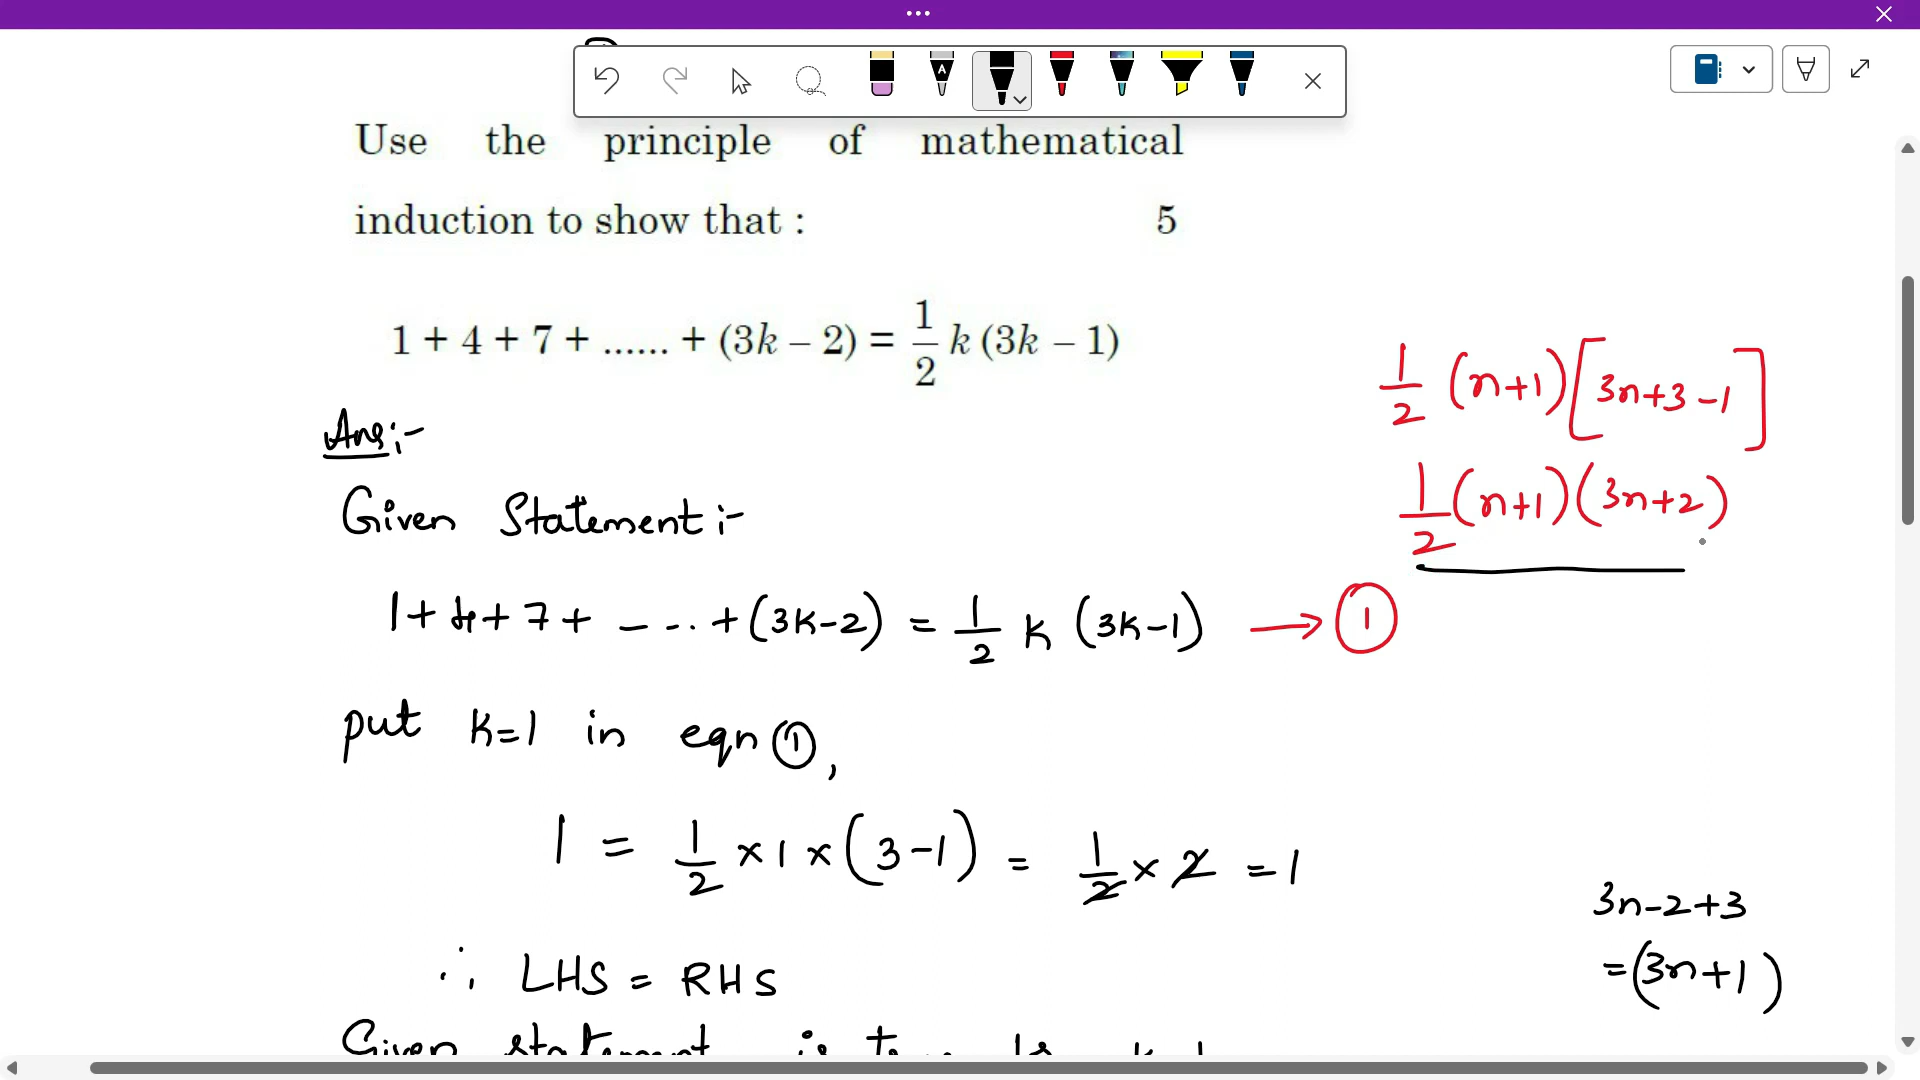 Use the principle of mathematical
induction to show that : 5
1 + 4 + 7 + ...... + (3k – 2) = 1/2 k (3k – 1)
1/2 (n+1)[3n+3-1]
Ans:-
1/2 (n+1)(3n+2)
Given Statement:-
1+4+7+ - - - +(3k-2) = 1/2 k (3k-1) → ①
put k=1 in eqn ①,
1 = 1/2 × 1 × (3-1) = 1/2 × 2 = 1
3n-2+3
∴ LHS = RHS
=(3n+1)
Given statement is